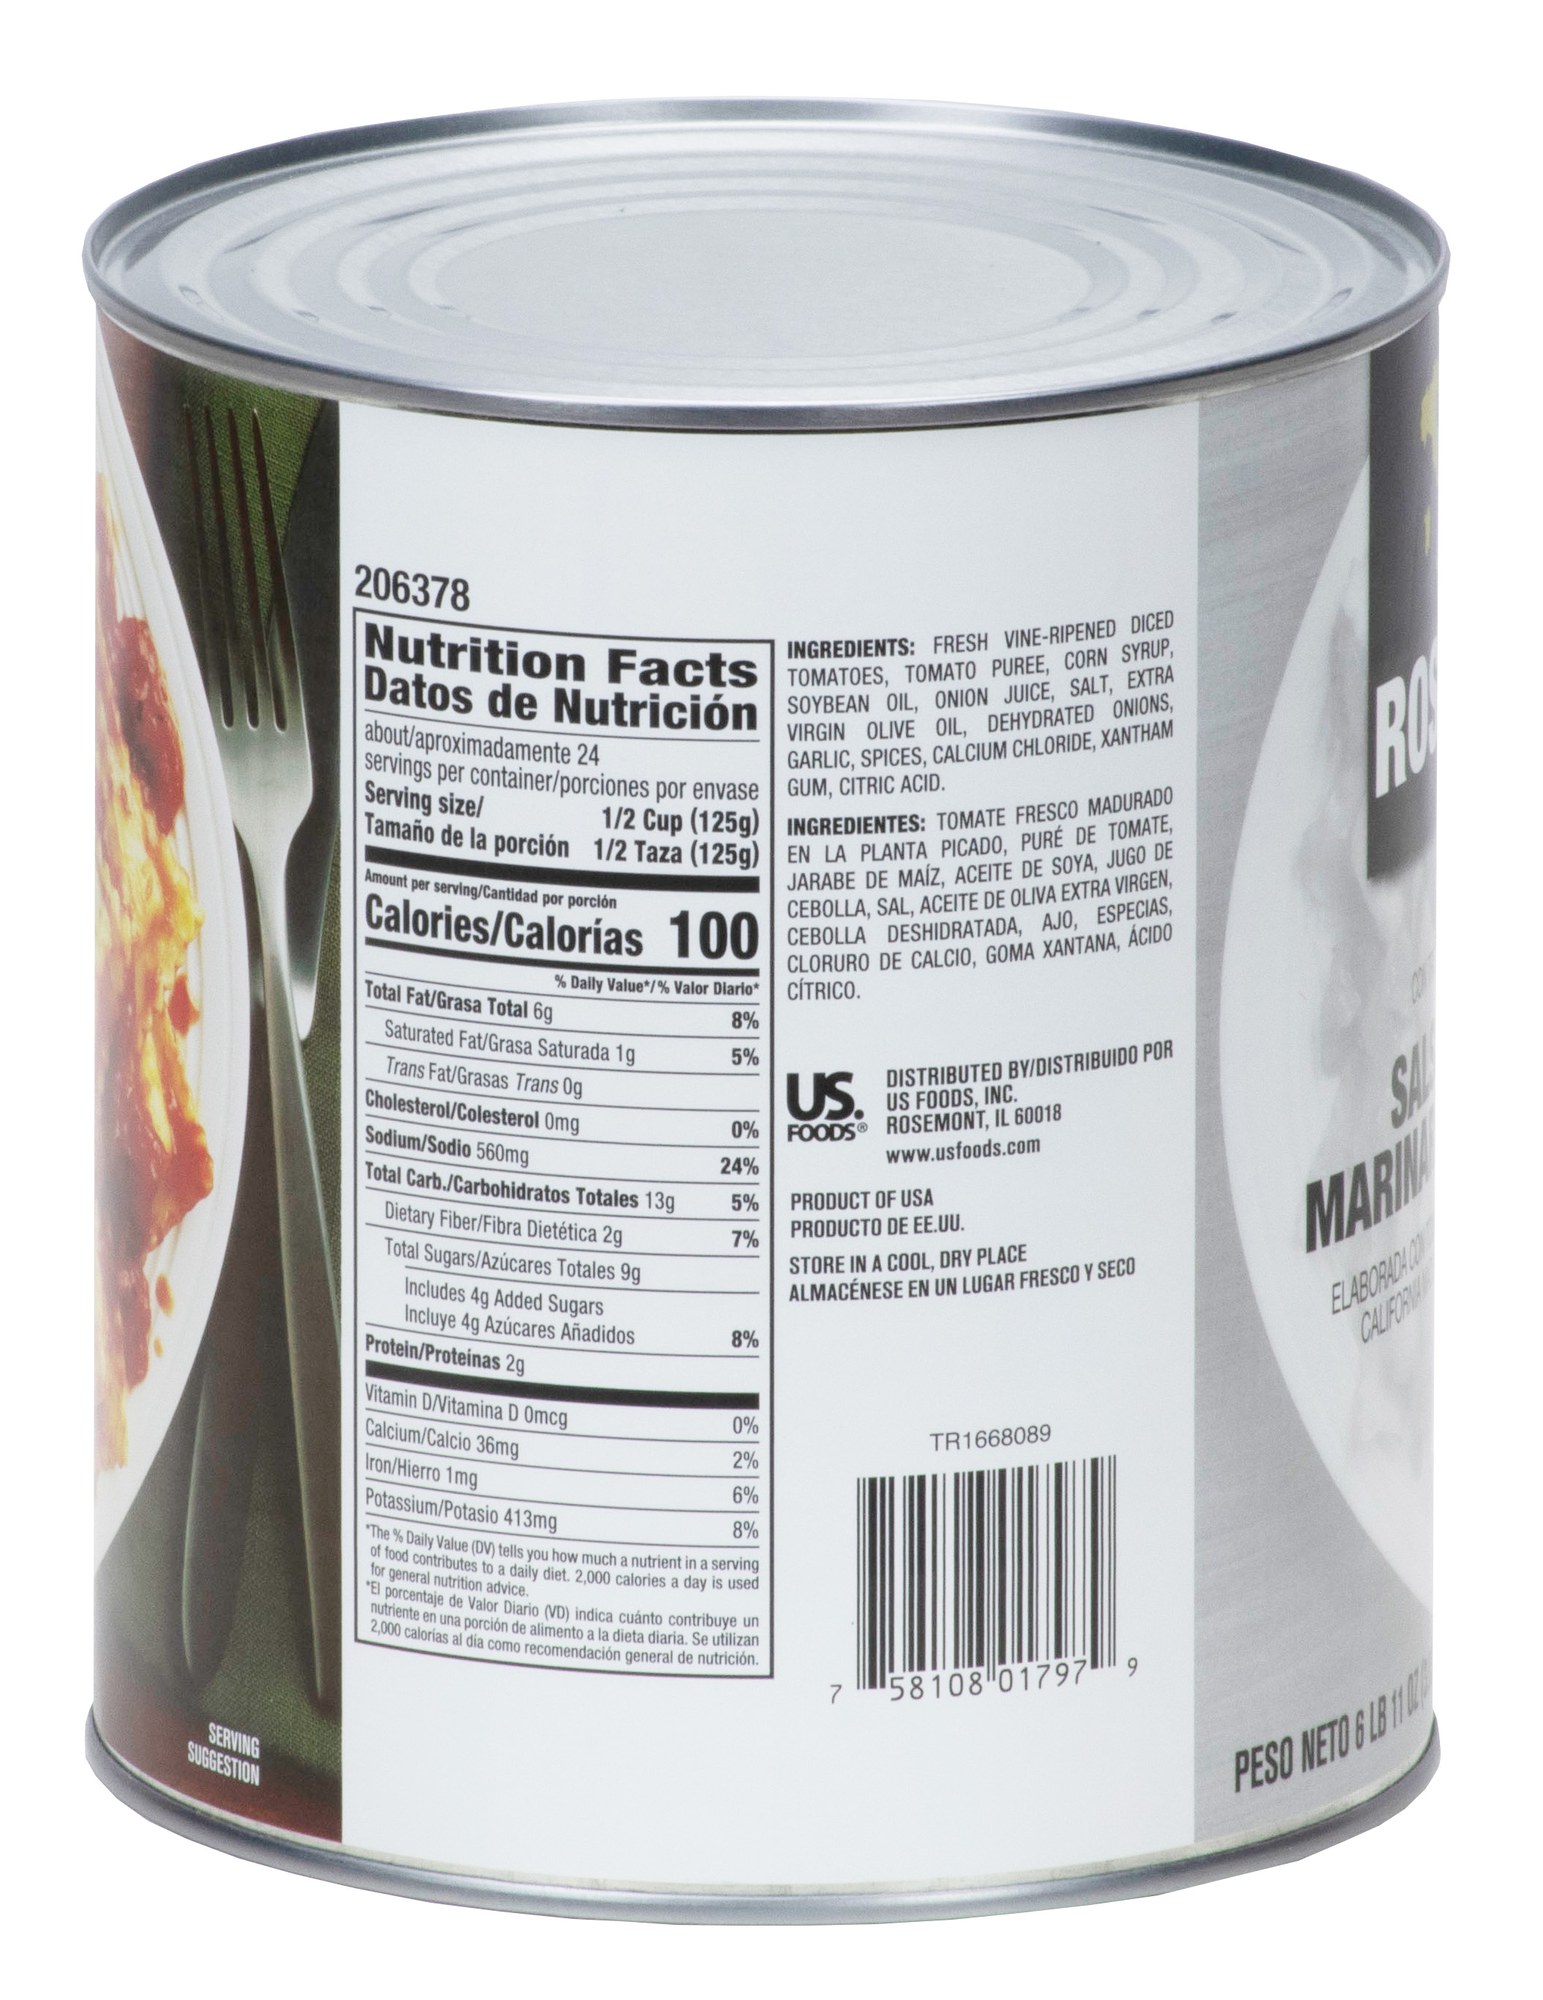 206378
Nutrition Facts
Datos de Nutrición
about/aproximadamente 24
servings per container/porciones por envase
Serving size/ 1/2 Cup (125g)
Tamaño de la porción 1/2 Taza (125g)
Amount per serving/Cantidad por porción
Calories/Calorías 100
% Daily Value*/% Valor Diario*
Total Fat/Grasa Total 6g 8%
Saturated Fat/Grasa Saturada 1g 5%
Trans Fat/Grasas Trans 0g
Cholesterol/Colesterol 0mg 0%
Sodium/Sodio 560mg 24%
Total Carb./Carbohidratos Totales 13g 5%
Dietary Fiber/Fibra Dietética 2g 7%
Total Sugars/Azúcares Totales 9g
Includes 4g Added Sugars
Incluye 4g Azúcares Añadidos 8%
Protein/Proteínas 2g
Vitamin D/Vitamina D 0mcg 0%
Calcium/Calcio 36mg 2%
Iron/Hierro 1mg 6%
Potassium/Potasio 413mg 8%
*The % Daily Value (DV) tells you how much a nutrient in a serving
of food contributes to a daily diet. 2,000 calories a day is used
for general nutrition advice.
*El porcentaje de Valor Diario (VD) indica cuánto contribuye un
nutriente en una porción de alimento a la dieta diaria. Se utilizan
2,000 calorías al día como recomendación general de nutrición.
INGREDIENTS: FRESH VINE-RIPENED DICED
TOMATOES, TOMATO PUREE, CORN SYRUP,
SOYBEAN OIL, ONION JUICE, SALT, EXTRA
VIRGIN OLIVE OIL, DEHYDRATED ONIONS,
GARLIC, SPICES, CALCIUM CHLORIDE, XANTHAM
GUM, CITRIC ACID.
INGREDIENTES: TOMATE FRESCO MADURADO
EN LA PLANTA PICADO, PURÉ DE TOMATE,
JARABE DE MAÍZ, ACEITE DE SOYA, JUGO DE
CEBOLLA, SAL, ACEITE DE OLIVA EXTRA VIRGEN,
CEBOLLA DESHIDRATADA, AJO, ESPECIAS,
CLORURO DE CALCIO, GOMA XANTANA, ÁCIDO
CÍTRICO.
US.
FOODS®
DISTRIBUTED BY/DISTRIBUIDO POR
US FOODS, INC.
ROSEMONT, IL 60018
www.usfoods.com
PRODUCT OF USA
PRODUCTO DE EE.UU.
STORE IN A COOL, DRY PLACE
ALMACÉNESE EN UN LUGAR FRESCO Y SECO
TR1668089
7 58108 01797 9
SERVING
SUGGESTION
ROS
SALS
MARINA
ELABORADA CON
CALIFORNIA
PESO NETO 6 LB 11 OZ